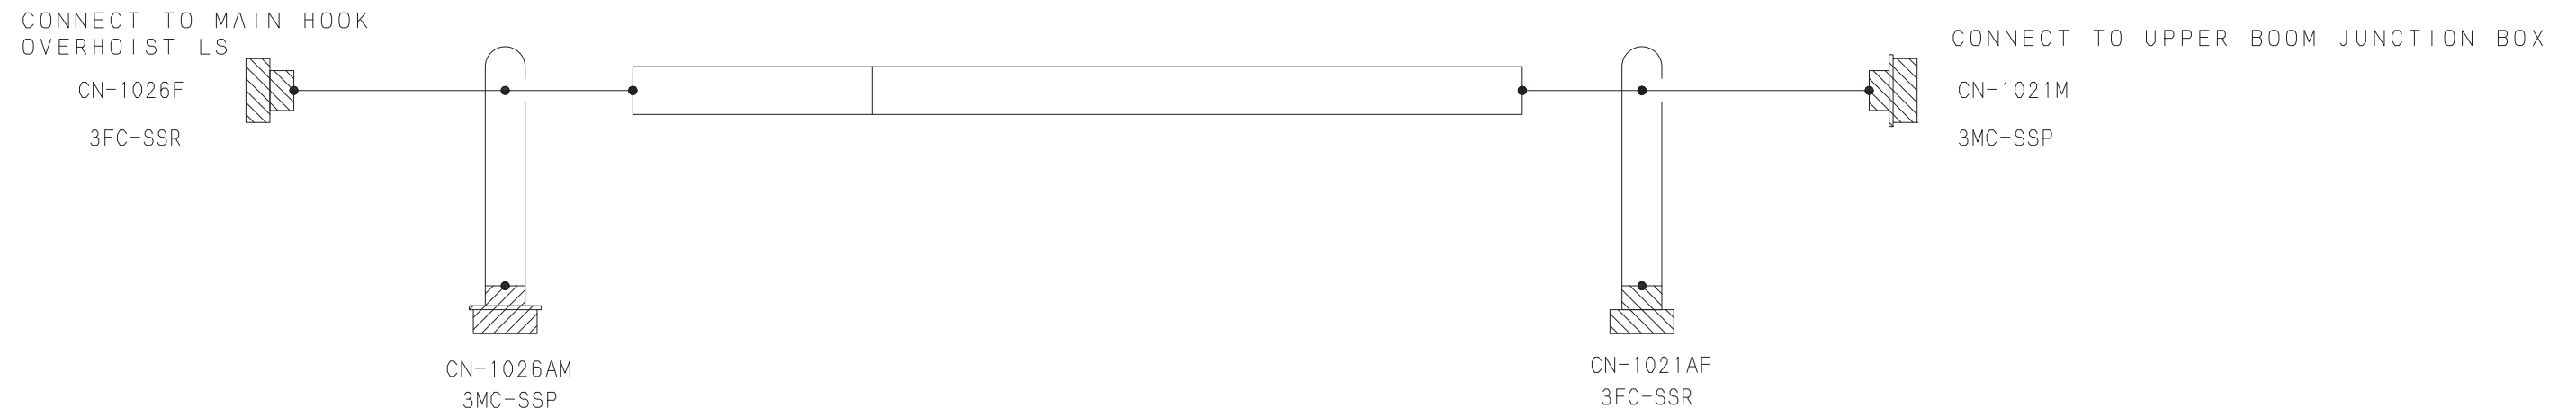 CONNECT TO MAIN HOOK
OVERHOIST LS
CN-1026F
3FC-SSR
CN-1026AM
3MC-SSP
CONNECT TO UPPER BOOM JUNCTION BOX
CN-1021M
3MC-SSP
CN-1021AF
3FC-SSR